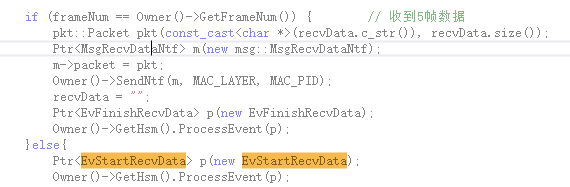 if (frameNum == Owner()->GetFrameNum()) {        // 收到5帧数据
    pkt::Packet pkt(const_cast<char *>(recvData.c_str()), recvData.size());
    Ptr<MsgRecvDataNtf> m(new msg::MsgRecvDataNtf);
    m->packet = pkt;
    Owner()->SendNtf(m, MAC_LAYER, MAC_PID);
    recvData = "";
    Ptr<EvFinishRecvData> p(new EvFinishRecvData);
    Owner()->GetHsm().ProcessEvent(p);
}else{
    Ptr<EvStartRecvData> p(new EvStartRecvData);
    Owner()->GetHsm().ProcessEvent(p);